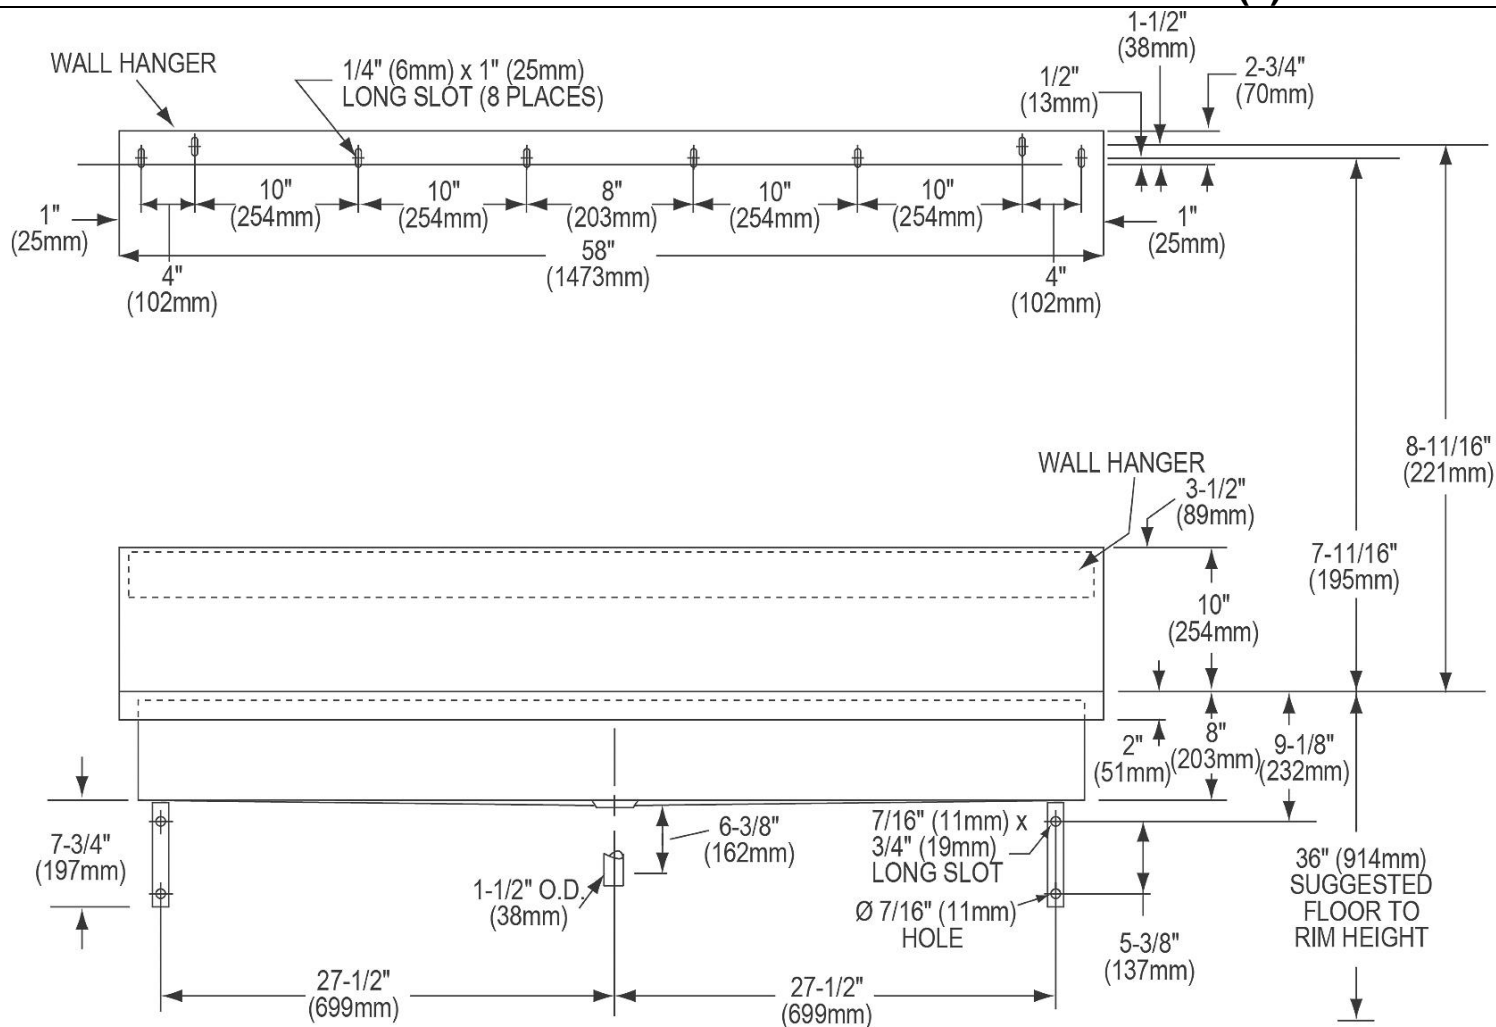 1-1/2"
(38mm)
WALL HANGER
1/4" (6mm) x 1" (25mm)
LONG SLOT (8 PLACES)
1/2"
(13mm)
2-3/4"
(70mm)
10"
(254mm)
10"
(254mm)
8"
(203mm)
10"
(254mm)
10"
(254mm)
1"
(25mm)
1"
(25mm)
58"
(1473mm)
4"
(102mm)
4"
(102mm)
8-11/16"
(221mm)
WALL HANGER
3-1/2"
(89mm)
7-11/16"
(195mm)
10"
(254mm)
2"
(51mm)
8"
(203mm)
9-1/8"
(232mm)
7-3/4"
(197mm)
6-3/8"
(162mm)
7/16" (11mm) x
3/4" (19mm)
LONG SLOT
1-1/2" O.D.
(38mm)
Ø 7/16" (11mm)
HOLE
36" (914mm)
SUGGESTED
FLOOR TO
RIM HEIGHT
5-3/8"
(137mm)
27-1/2"
(699mm)
27-1/2"
(699mm)